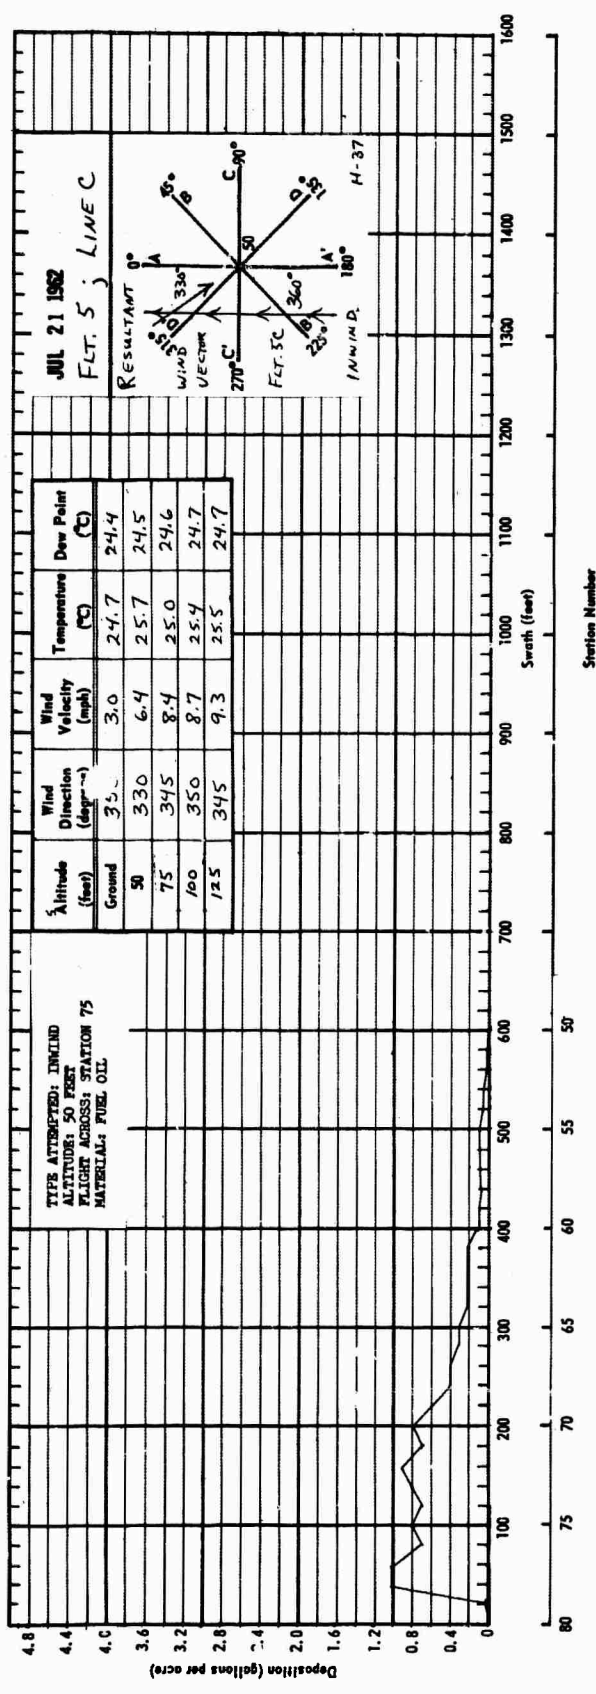 TYPE ATTEMPTED: INWIND
ALTITUDE: 50 FEET
FLIGHT ACROSS: STATION 75
MATERIAL: FUEL OIL
Altitude (feet) Wind Direction (degrees) Wind Velocity (mph) Temperature (°C) Dew Point (°C)
Ground 3.0 24.7 24.4
50 330 6.4 25.7 24.5
75 345 8.4 25.0 24.6
100 350 8.7 25.4 24.7
125 345 9.3 25.5 24.7
JUL 21 1962
FLT. 5 ; LINE C
RESULTANT
WIND
VECTOR
FLT. 5C
INWIND.
0° A
45° B
C 90°
D 135°
A' 180°
B' 225°
270° C'
315° D'
330°
360°
50
H-37
Deposition (gallons per acre)
4.8
4.4
4.0
3.6
3.2
2.8
2.4
2.0
1.6
1.2
0.8
0.4
0
100 200 300 400 500 600 700 800 900 1000 1100 1200 1300 1400 1500 1600
Swath (feet)
80 75 70 65 60 55 50
Station Number